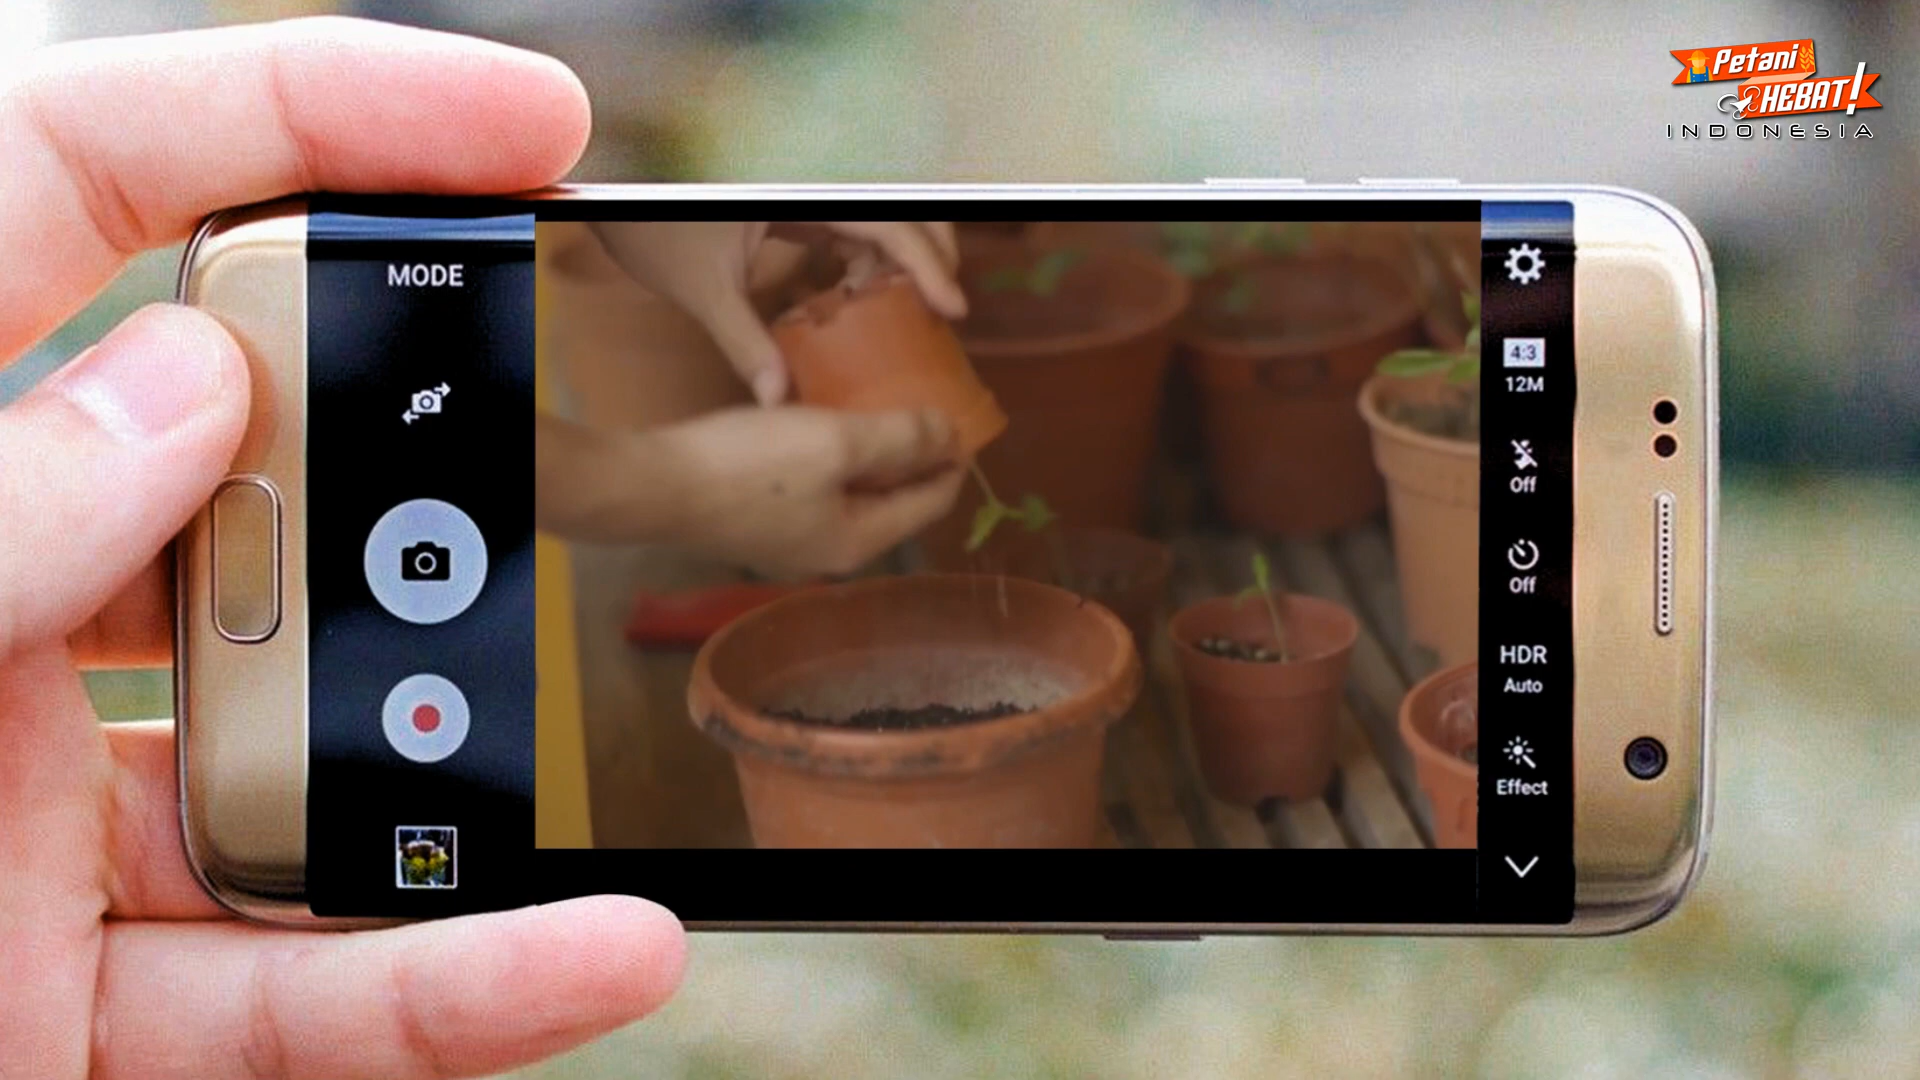 Petani
HEBAT!
INDONESIA
MODE
4:3
12M
Off
Off
HDR
Auto
Effect